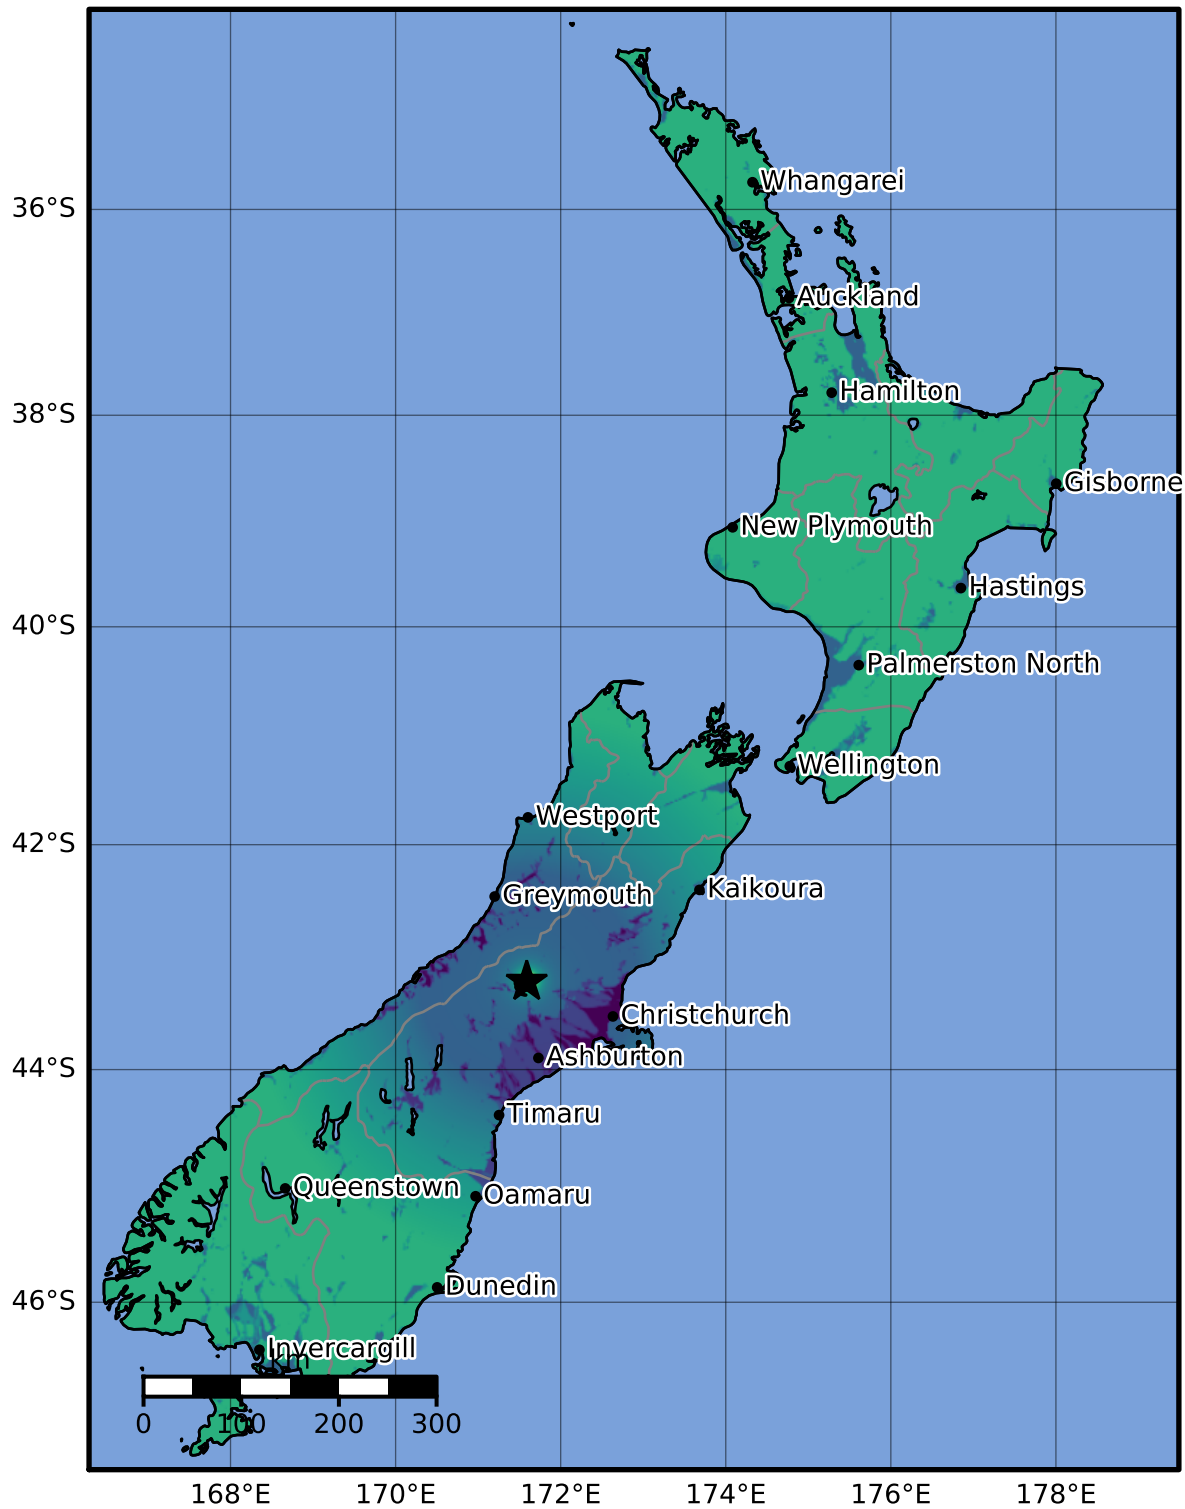 Whangarei
36°S
Auckland
Hamilton
38°S
Gisborne
New Plymouth
Hastings
40°S
Palmerston North
Wellington
Westport
42°S
Kaikoura
Greymouth
Christchurch
Ashburton
44°S
Timaru
Queenstown
Oamaru
Dunedin
46°S
Invercargill
km
0 100 200 300
168°E 170°E 172°E 174°E 176°E 178°E